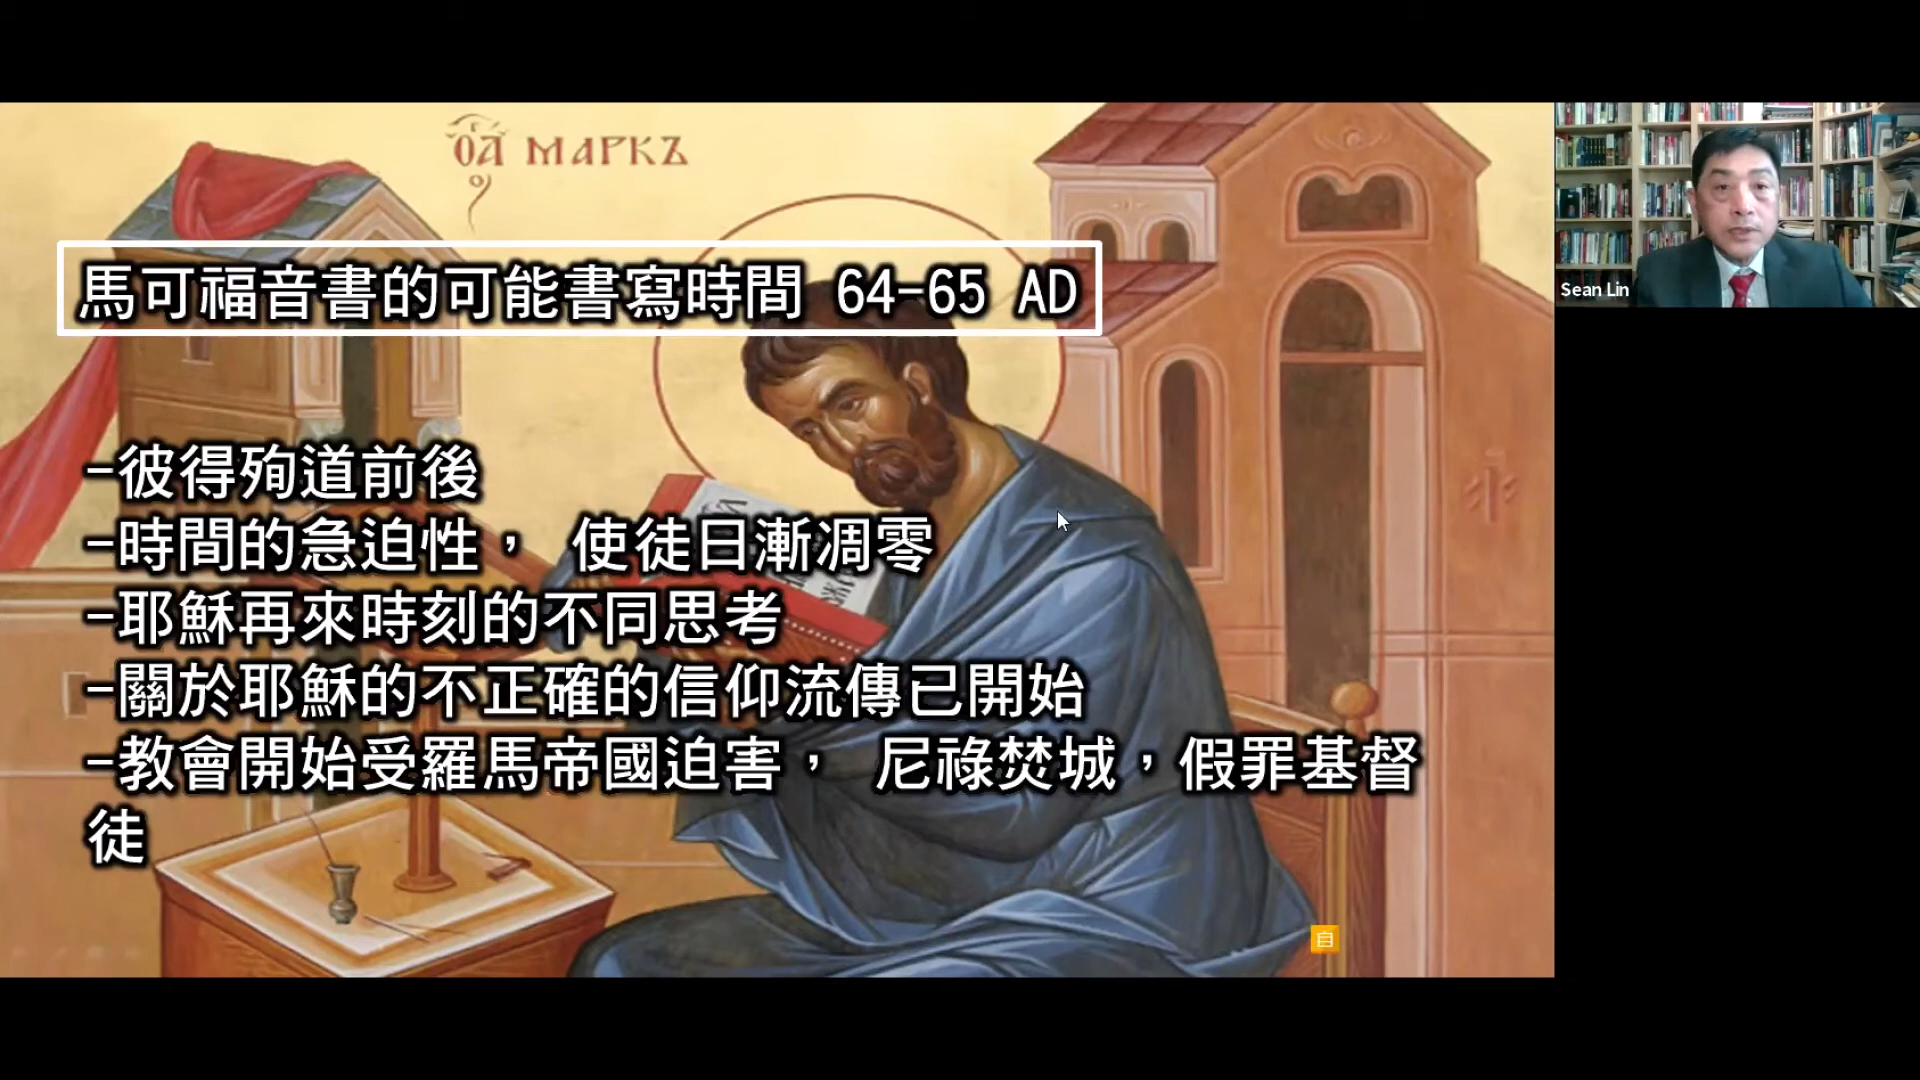 ОА МАРКЪ
馬可福音書的可能書寫時間 64-65 AD
-彼得殉道前後
-時間的急迫性， 使徒日漸凋零
-耶穌再來時刻的不同思考
-關於耶穌的不正確的信仰流傳已開始
-教會開始受羅馬帝國迫害， 尼祿焚城，假罪基督
徒
自
Sean Lin